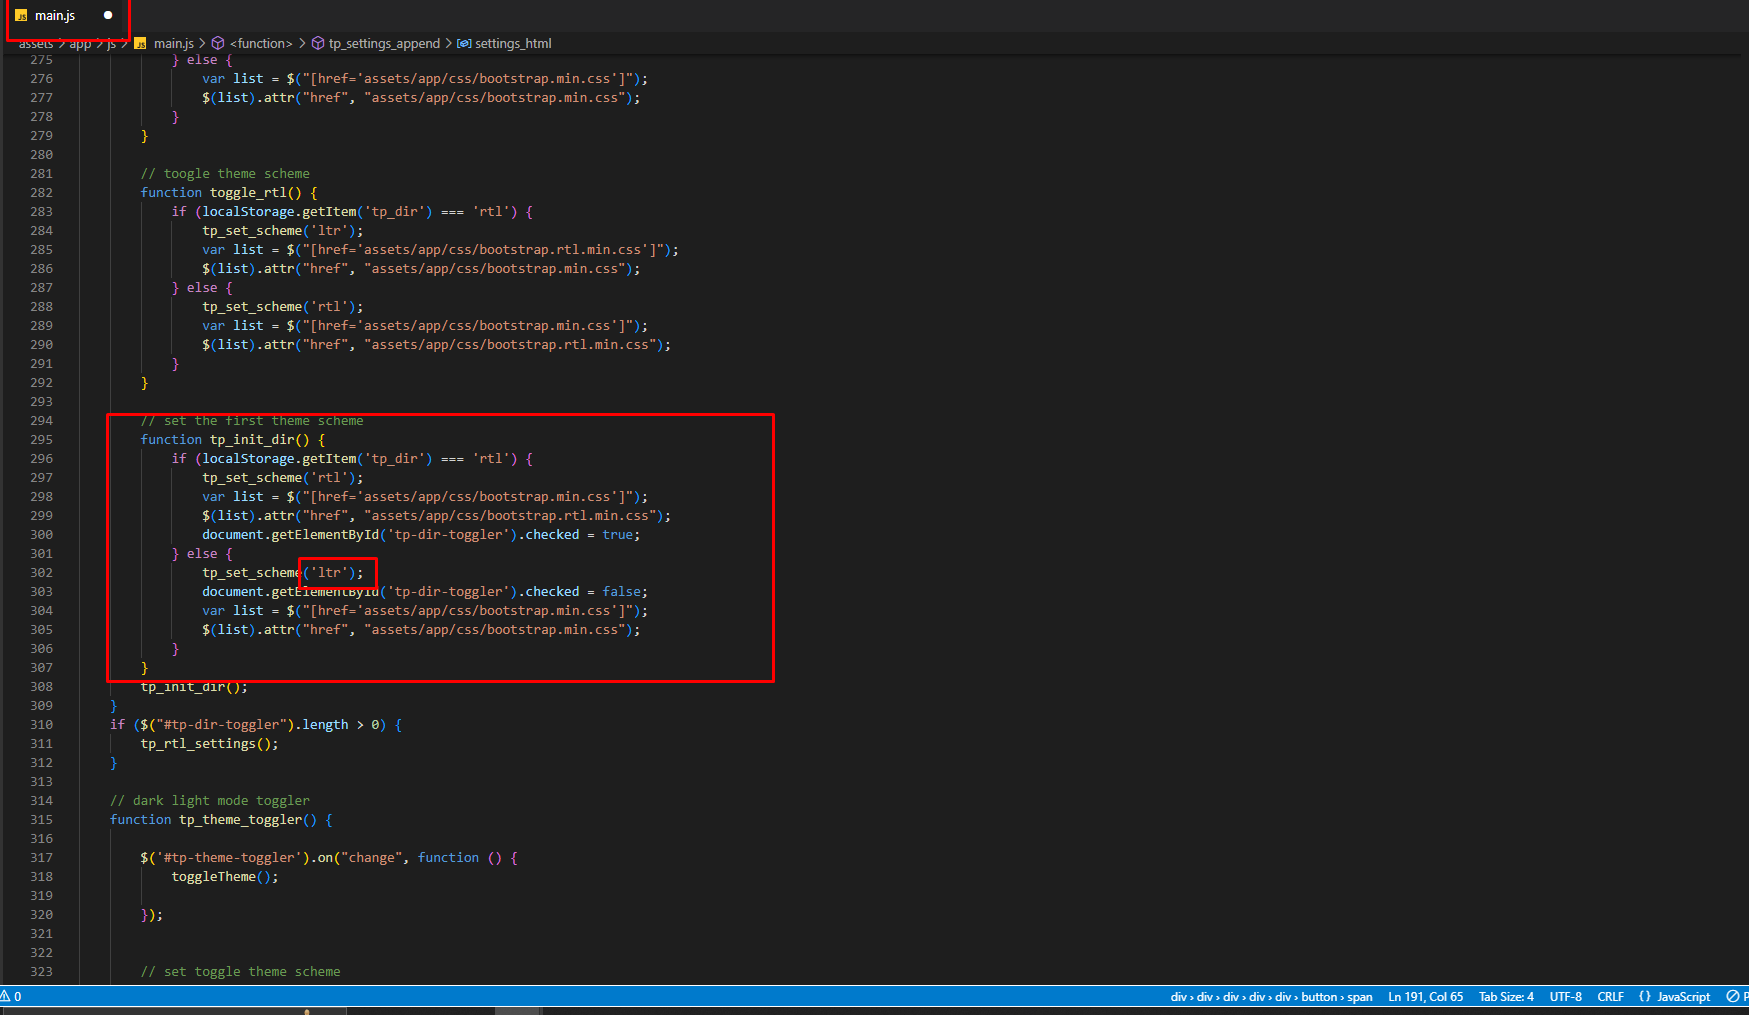 main.js
assets > app > js > main.js > <function> > tp_settings_append > settings_html
275 } else {
276 var list = $("[href='assets/app/css/bootstrap.min.css']");
277 $(list).attr("href", "assets/app/css/bootstrap.min.css");
278 }
279 }
280
281 // toogle theme scheme
282 function toggle_rtl() {
283 if (localStorage.getItem('tp_dir') === 'rtl') {
284 tp_set_scheme('ltr');
285 var list = $("[href='assets/app/css/bootstrap.rtl.min.css']");
286 $(list).attr("href", "assets/app/css/bootstrap.min.css");
287 } else {
288 tp_set_scheme('rtl');
289 var list = $("[href='assets/app/css/bootstrap.min.css']");
290 $(list).attr("href", "assets/app/css/bootstrap.rtl.min.css");
291 }
292 }
293
294 // set the first theme scheme
295 function tp_init_dir() {
296 if (localStorage.getItem('tp_dir') === 'rtl') {
297 tp_set_scheme('rtl');
298 var list = $("[href='assets/app/css/bootstrap.min.css']");
299 $(list).attr("href", "assets/app/css/bootstrap.rtl.min.css");
300 document.getElementById('tp-dir-toggler').checked = true;
301 } else {
302 tp_set_scheme('ltr');
303 document.getElementById('tp-dir-toggler').checked = false;
304 var list = $("[href='assets/app/css/bootstrap.min.css']");
305 $(list).attr("href", "assets/app/css/bootstrap.min.css");
306 }
307 }
308 tp_init_dir();
309 }
310 if ($("#tp-dir-toggler").length > 0) {
311 tp_rtl_settings();
312 }
313
314 // dark light mode toggler
315 function tp_theme_toggler() {
316
317 $('#tp-theme-toggler').on("change", function () {
318 toggleTheme();
319
320 });
321
322
323 // set toggle theme scheme
0 div › div › div › div › div › button › span Ln 191, Col 65 Tab Size: 4 UTF-8 CRLF {} JavaScript